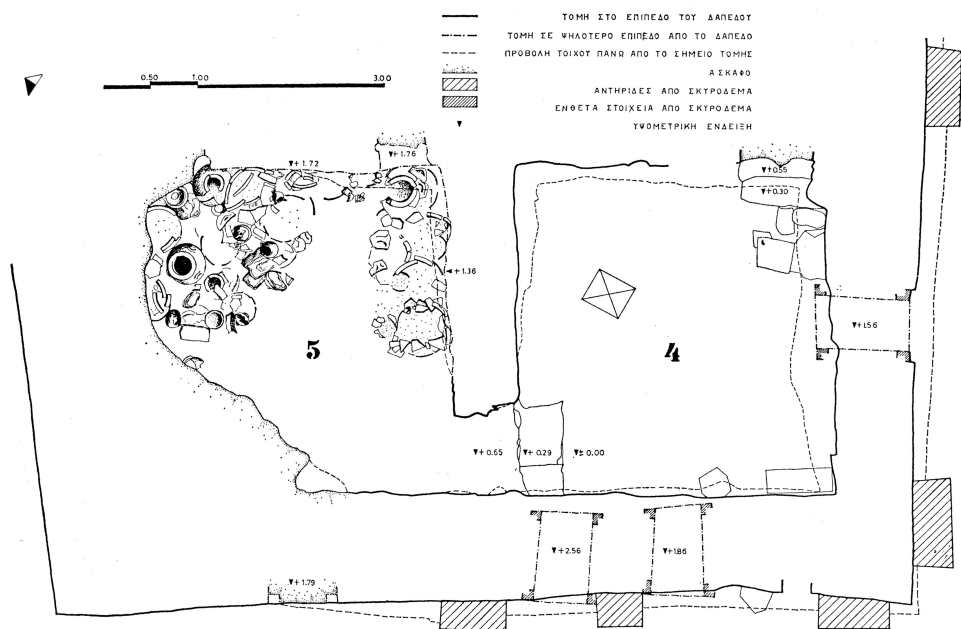 ΤΟΜΗ ΣΤΟ ΕΠΙΠΕΔΟ ΤΟΥ ΔΑΠΕΔΟΥ
ΤΟΜΗ ΣΕ ΨΗΛΟΤΕΡΟ ΕΠΙΠΕΔΟ ΑΠΟ ΤΟ ΔΑΠΕΔΟ
ΠΡΟΒΟΛΗ ΤΟΙΧΟΥ ΠΑΝΩ ΑΠΟ ΤΟ ΣΗΜΕΙΟ ΤΟΜΗΣ
ΑΣΚΑΦΟ
ΑΝΤΗΡΙΔΕΣ ΑΠΟ ΣΚΥΡΟΔΕΜΑ
ΕΝΘΕΤΑ ΣΤΟΙΧΕΙΑ ΑΠΟ ΣΚΥΡΟΔΕΜΑ
ΥΨΟΜΕΤΡΙΚΗ ΕΝΔΕΙΞΗ
0.50 1.00 3.00
+1.76
+1.72
+0.55
+0.30
+1.36
+1.56
5
4
+0.65 +0.29 ±0.00
+2.56 +1.86
+1.79